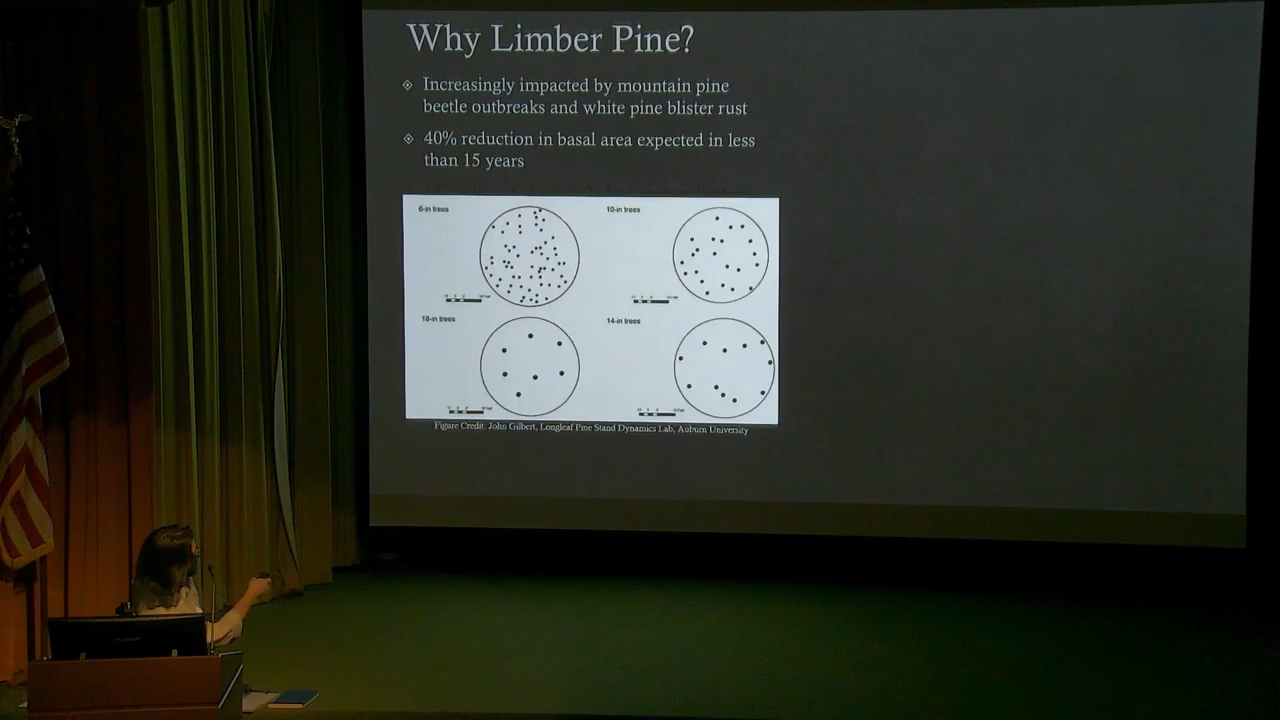 Why Limber Pine?
Increasingly impacted by mountain pine
beetle outbreaks and white pine blister rust
40% reduction in basal area expected in less
than 15 years
6-in trees
10-in trees
18-in trees
14-in trees
Figure Credit: John Gilbert, Longleaf Pine Stand Dynamics Lab, Auburn University